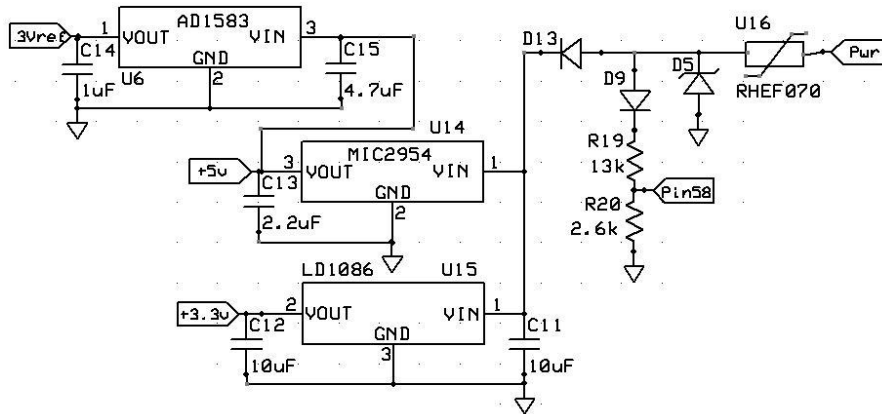 AD1583
3Vref
1
VOUT
VIN
3
GND
2
C14
1uF
U6
C15
4.7uF
D13
U16
RHEF070
Pwr
D9
D5
R19
13k
Pin58
R20
2.6k
U14
MIC2954
+5v
3
VOUT
VIN
1
GND
2
C13
2.2uF
LD1086
U15
+3.3v
2
VOUT
VIN
1
GND
3
C12
10uF
C11
10uF